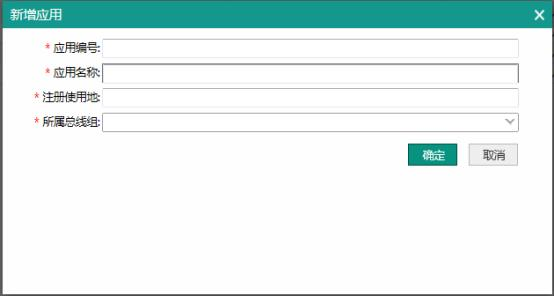 新增应用
* 应用编号:
* 应用名称:
* 注册使用地:
* 所属总线组:
确定 取消